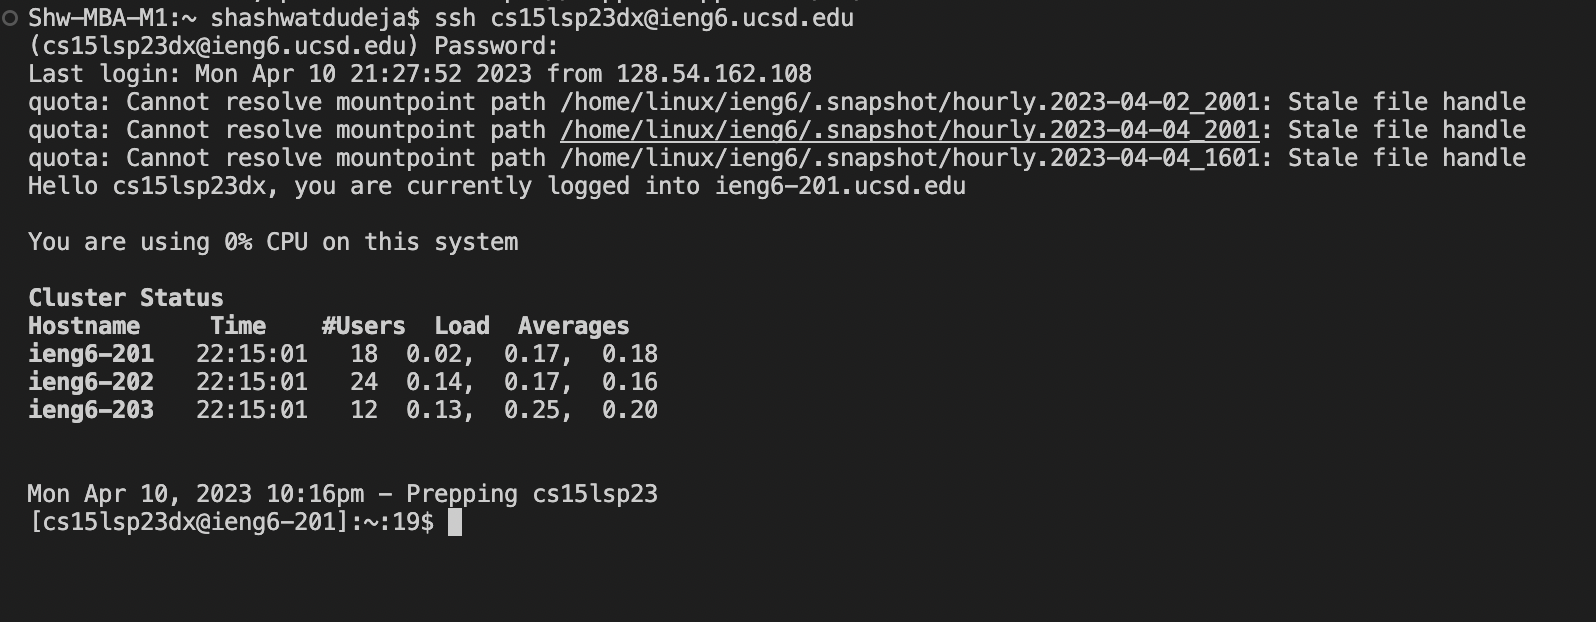 Shw-MBA-M1:~ shashwatdudeja$ ssh cs15lsp23dx@ieng6.ucsd.edu
(cs15lsp23dx@ieng6.ucsd.edu) Password:
Last login: Mon Apr 10 21:27:52 2023 from 128.54.162.108
quota: Cannot resolve mountpoint path /home/linux/ieng6/.snapshot/hourly.2023-04-02_2001: Stale file handle
quota: Cannot resolve mountpoint path /home/linux/ieng6/.snapshot/hourly.2023-04-04_2001: Stale file handle
quota: Cannot resolve mountpoint path /home/linux/ieng6/.snapshot/hourly.2023-04-04_1601: Stale file handle
Hello cs15lsp23dx, you are currently logged into ieng6-201.ucsd.edu
You are using 0% CPU on this system
Cluster Status
Hostname     Time    #Users  Load  Averages
ieng6-201   22:15:01   18  0.02,  0.17,  0.18
ieng6-202   22:15:01   24  0.14,  0.17,  0.16
ieng6-203   22:15:01   12  0.13,  0.25,  0.20
Mon Apr 10, 2023 10:16pm - Prepping cs15lsp23
[cs15lsp23dx@ieng6-201]:~:19$